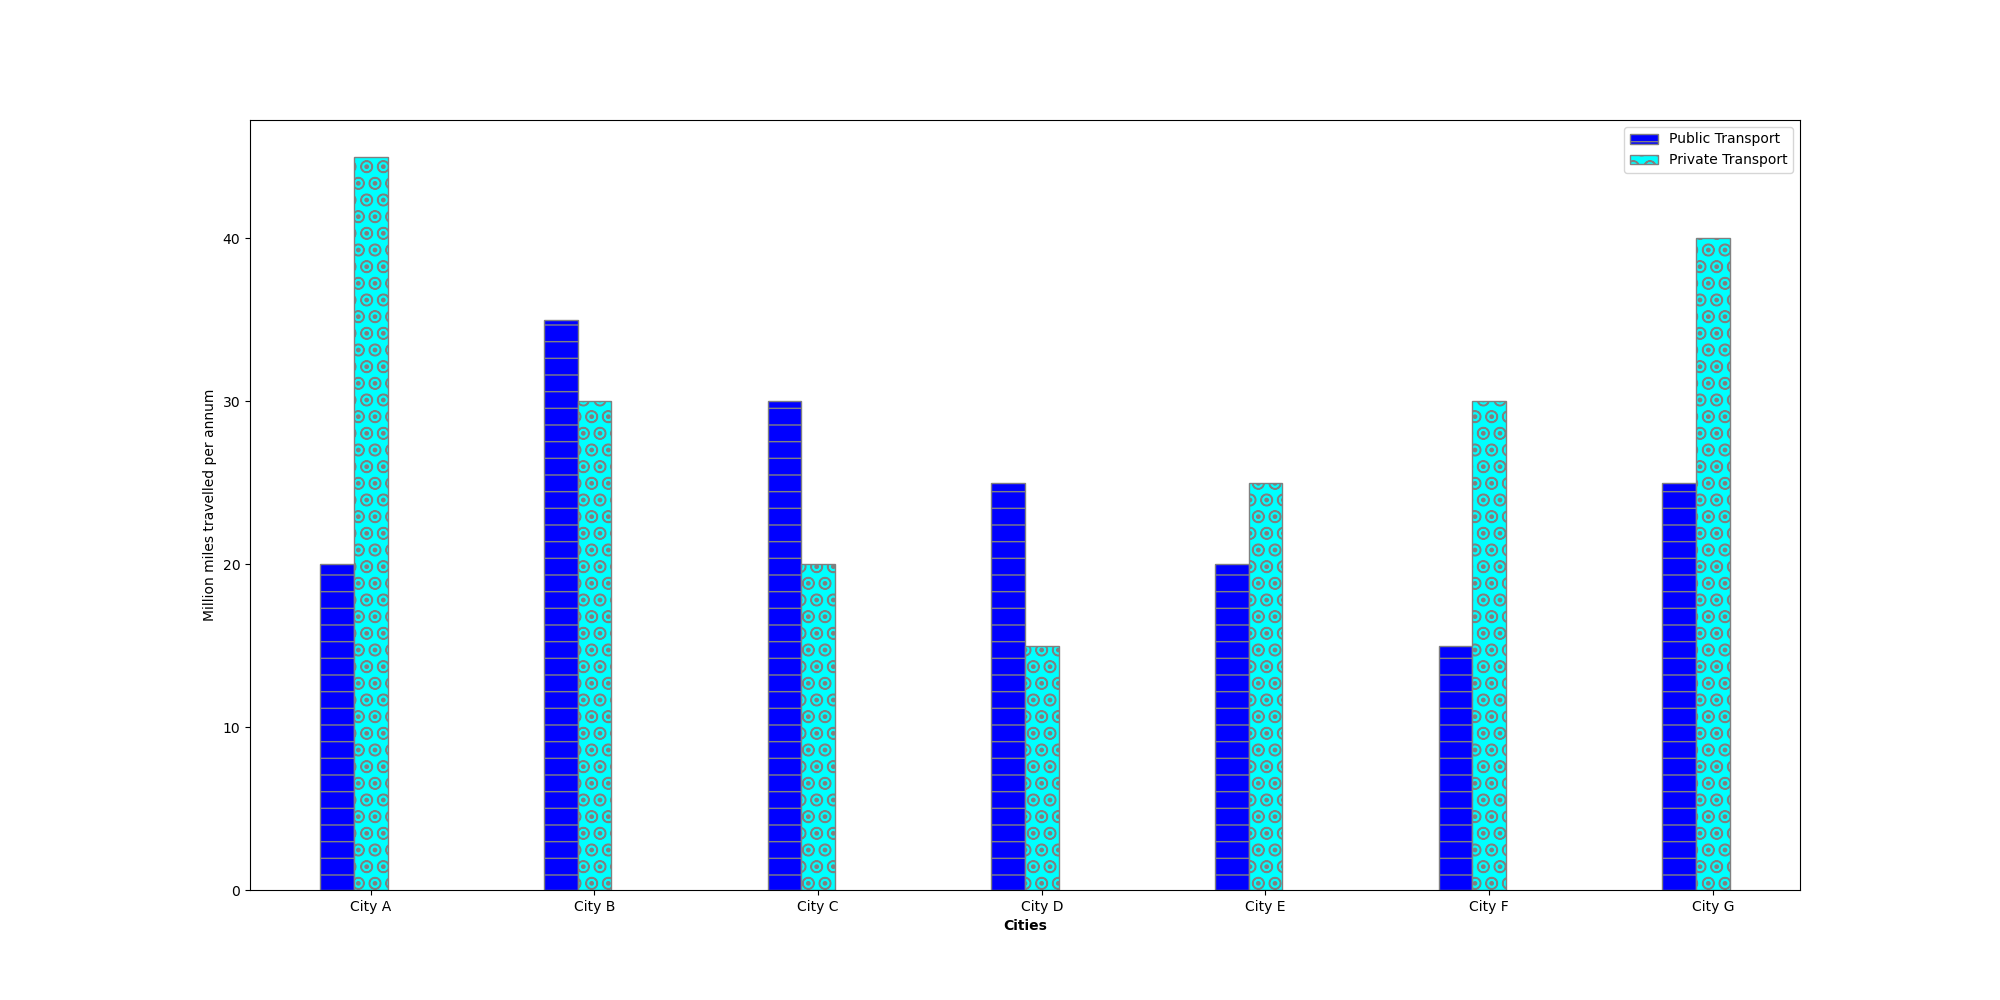 Public Transport
Private Transport
Million miles travelled per annum
40
30
20
10
0
City A
City B
City C
City D
City E
City F
City G
Cities